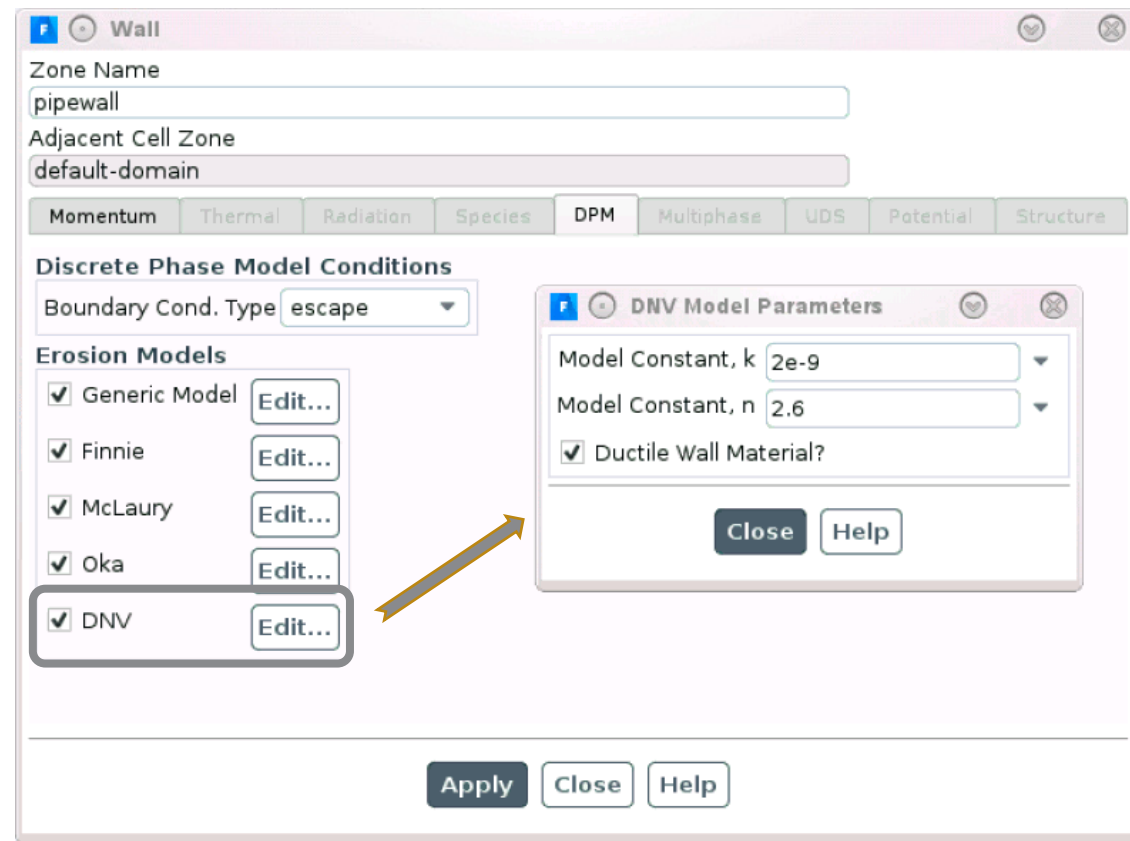 F Wall
Zone Name
pipewall
Adjacent Cell Zone
default-domain
Momentum Thermal Radiation Species DPM Multiphase UDS Potential Structure
Discrete Phase Model Conditions
Boundary Cond. Type escape
Erosion Models
Generic Model Edit...
Finnie Edit...
McLaury Edit...
Oka Edit...
DNV Edit...
F DNV Model Parameters
Model Constant, k 2e-9
Model Constant, n 2.6
Ductile Wall Material?
Close Help
Apply Close Help